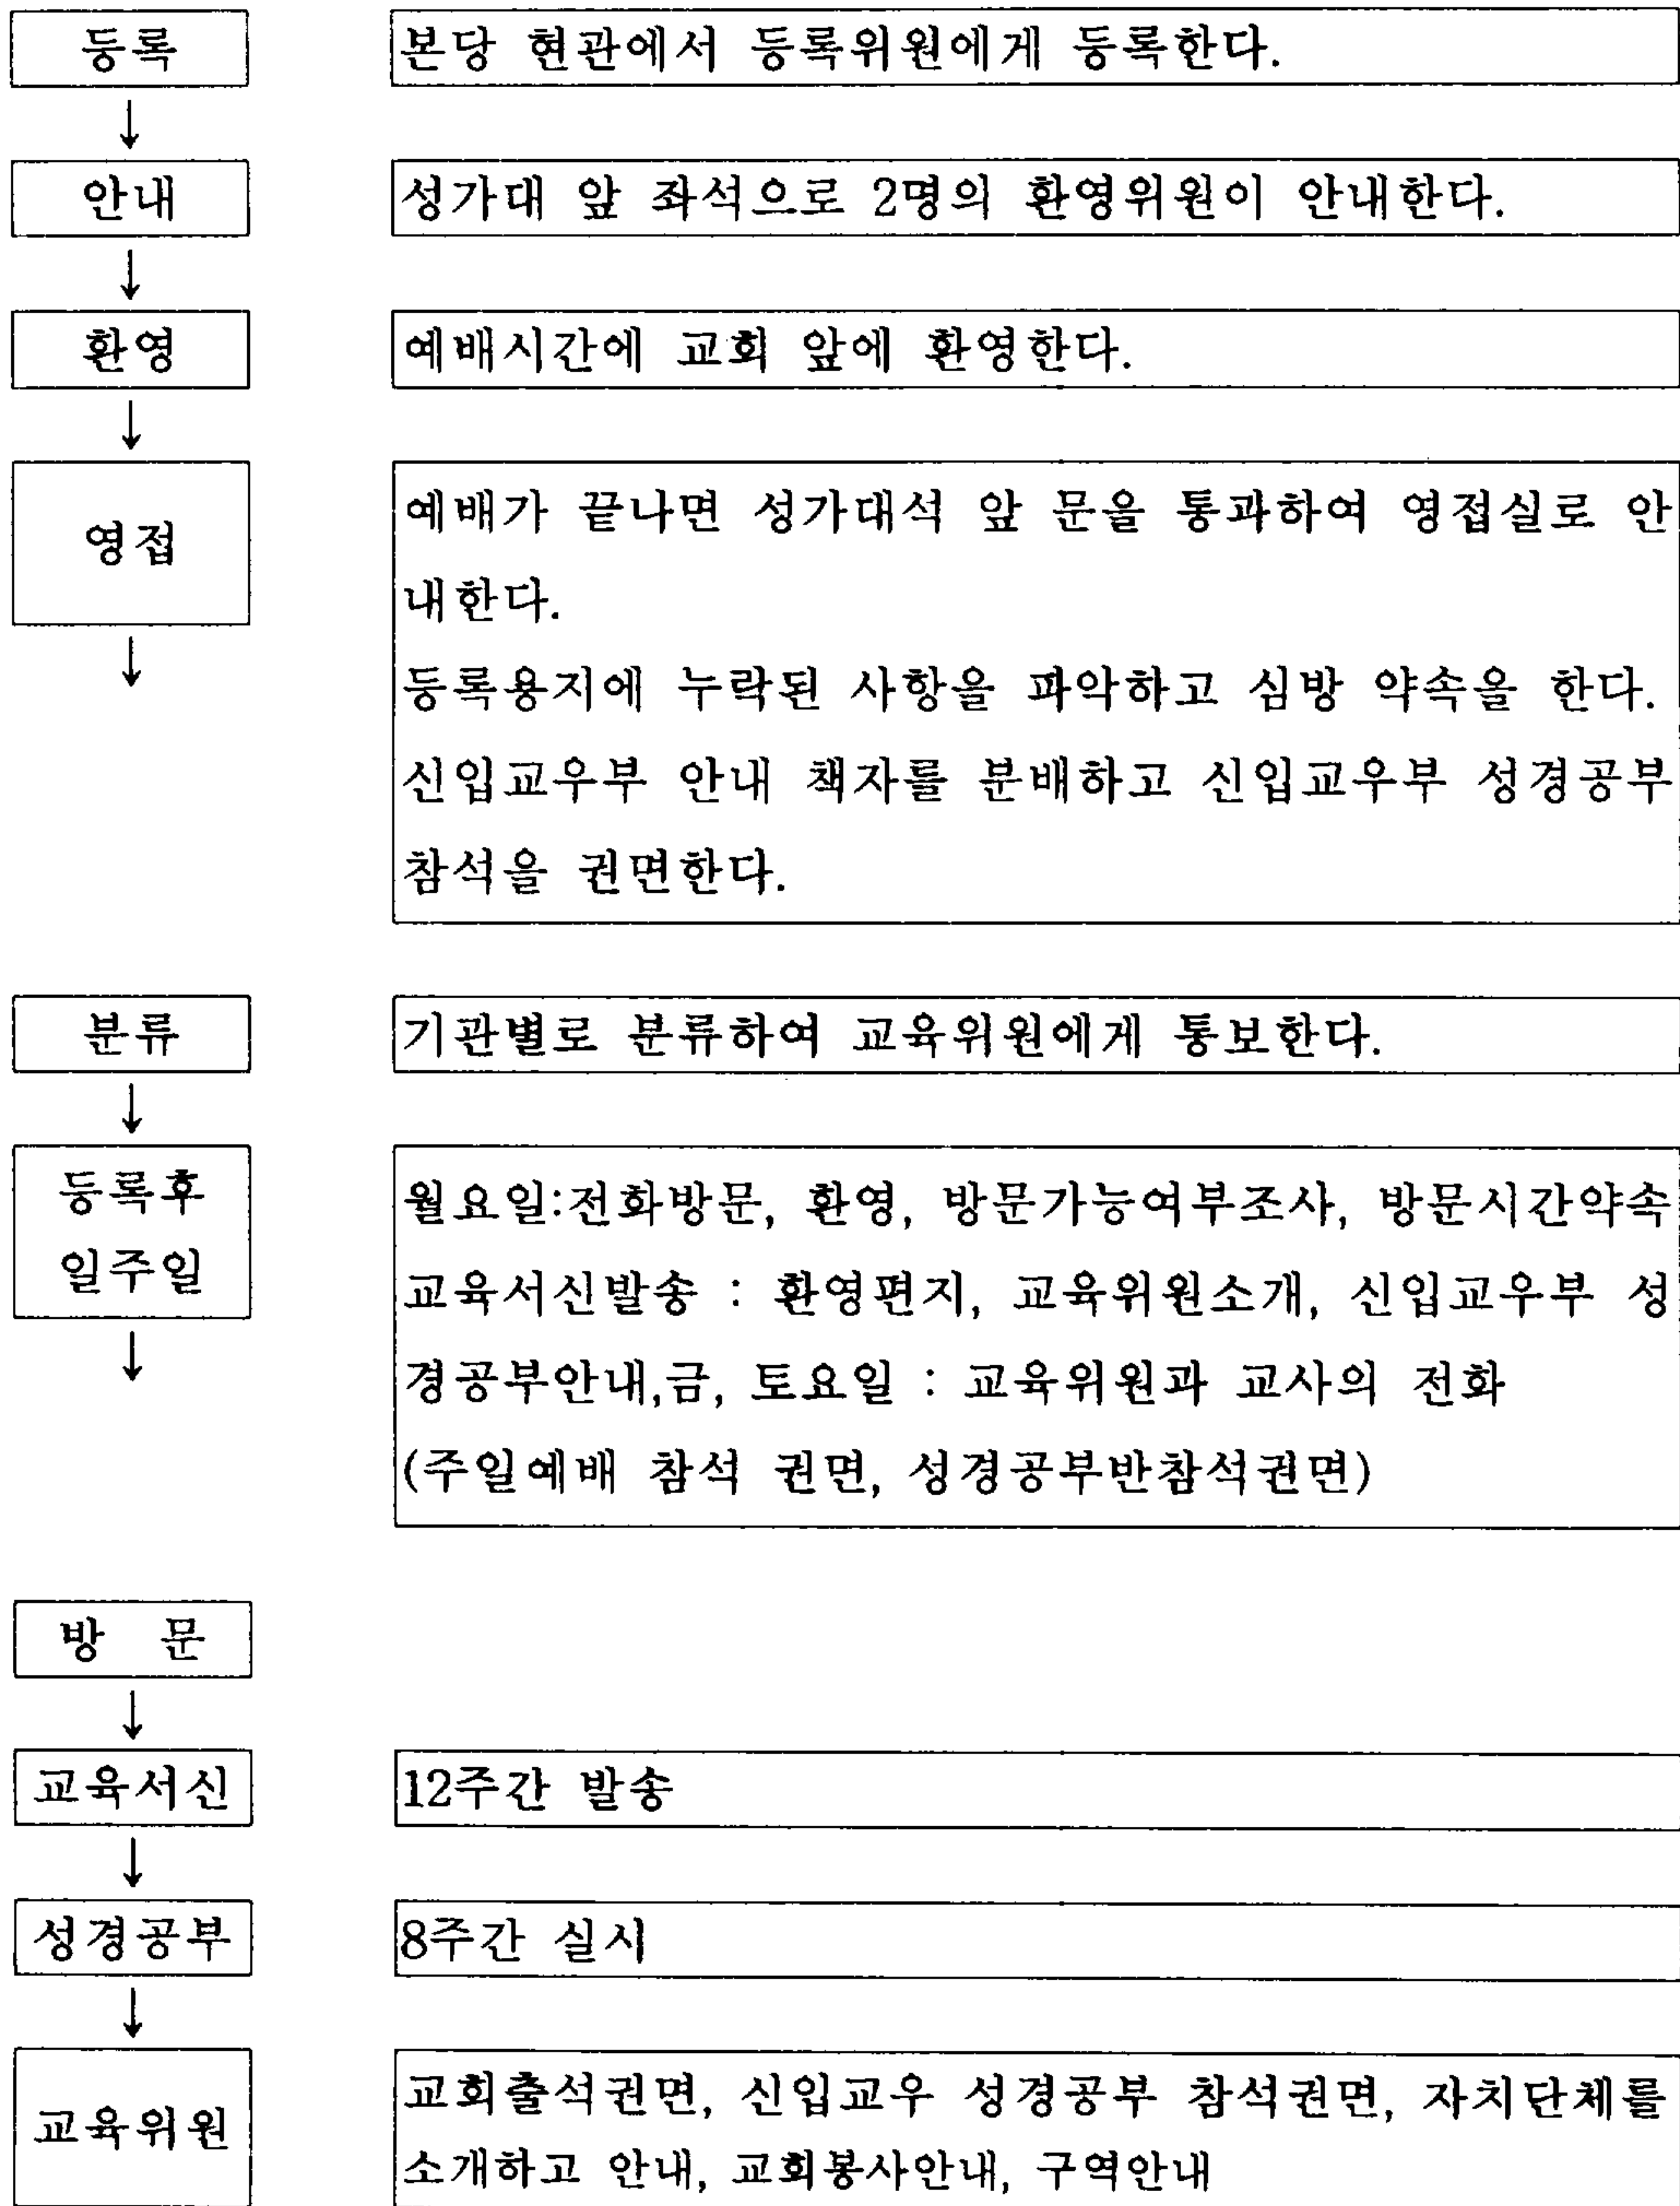 등록
본당 현관에서 등록위원에게 등록한다.
↓
안내
성가대 앞 좌석으로 2명의 환영위원이 안내한다.
↓
환영
예배시간에 교회 앞에 환영한다.
↓
영접
예배가 끝나면 성가대석 앞 문을 통과하여 영접실로 안
내한다.
등록용지에 누락된 사항을 파악하고 심방 약속을 한다.
신입교우부 안내 책자를 분배하고 신입교우부 성경공부
참석을 권면한다.
↓
분류
기관별로 분류하여 교육위원에게 통보한다.
↓
등록후
일주일
월요일:전화방문, 환영, 방문가능여부조사, 방문시간약속
교육서신발송 : 환영편지, 교육위원소개, 신입교우부 성
경공부안내,금, 토요일 : 교육위원과 교사의 전화
(주일예배 참석 권면, 성경공부반참석권면)
↓
방 문
↓
교육서신
12주간 발송
↓
성경공부
8주간 실시
↓
교육위원
교회출석권면, 신입교우 성경공부 참석권면, 자치단체를
소개하고 안내, 교회봉사안내, 구역안내